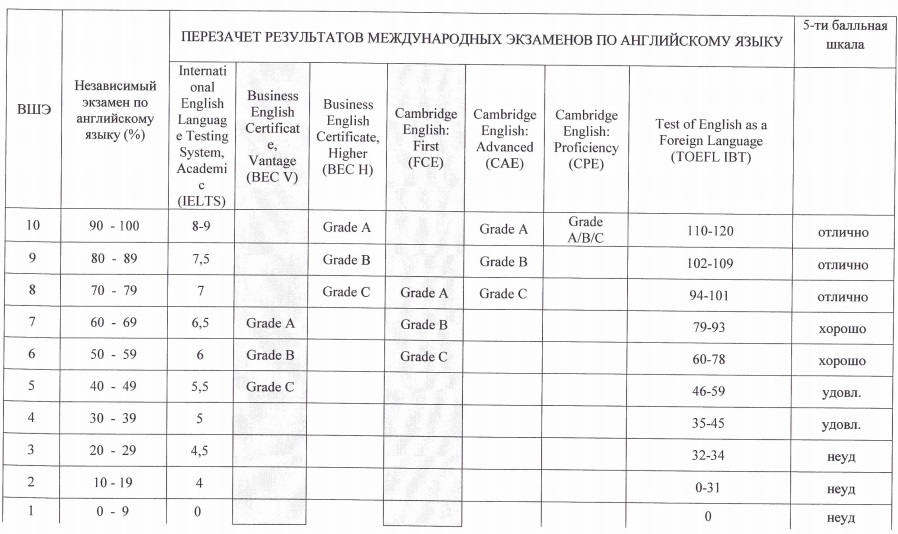 ПЕРЕЗАЧЕТ РЕЗУЛЬТАТОВ МЕЖДУНАРОДНЫХ ЭКЗАМЕНОВ ПО АНГЛИЙСКОМУ ЯЗЫКУ
5-ти балльная
шкала
ВШЭ
Независимый
экзамен по
английскому
языку (%)
Internati
onal
English
Languag
e Testing
System,
Academi
c
(IELTS)
Business
English
Certificat
e,
Vantage
(BEC V)
Business
English
Certificate,
Higher
(BEC H)
Cambridge
English:
First
(FCE)
Cambridge
English:
Advanced
(CAE)
Cambridge
English:
Proficiency
(CPE)
Test of English as a
Foreign Language
(TOEFL IBT)
10 90 - 100 8-9 Grade A Grade A Grade A/B/C 110-120 отлично
9 80 - 89 7,5 Grade B Grade B 102-109 отлично
8 70 - 79 7 Grade C Grade A Grade C 94-101 отлично
7 60 - 69 6,5 Grade A Grade B 79-93 хорошо
6 50 - 59 6 Grade B Grade C 60-78 хорошо
5 40 - 49 5,5 Grade C 46-59 удовл.
4 30 - 39 5 35-45 удовл.
3 20 - 29 4,5 32-34 неуд
2 10 - 19 4 0-31 неуд
1 0 - 9 0 0 неуд